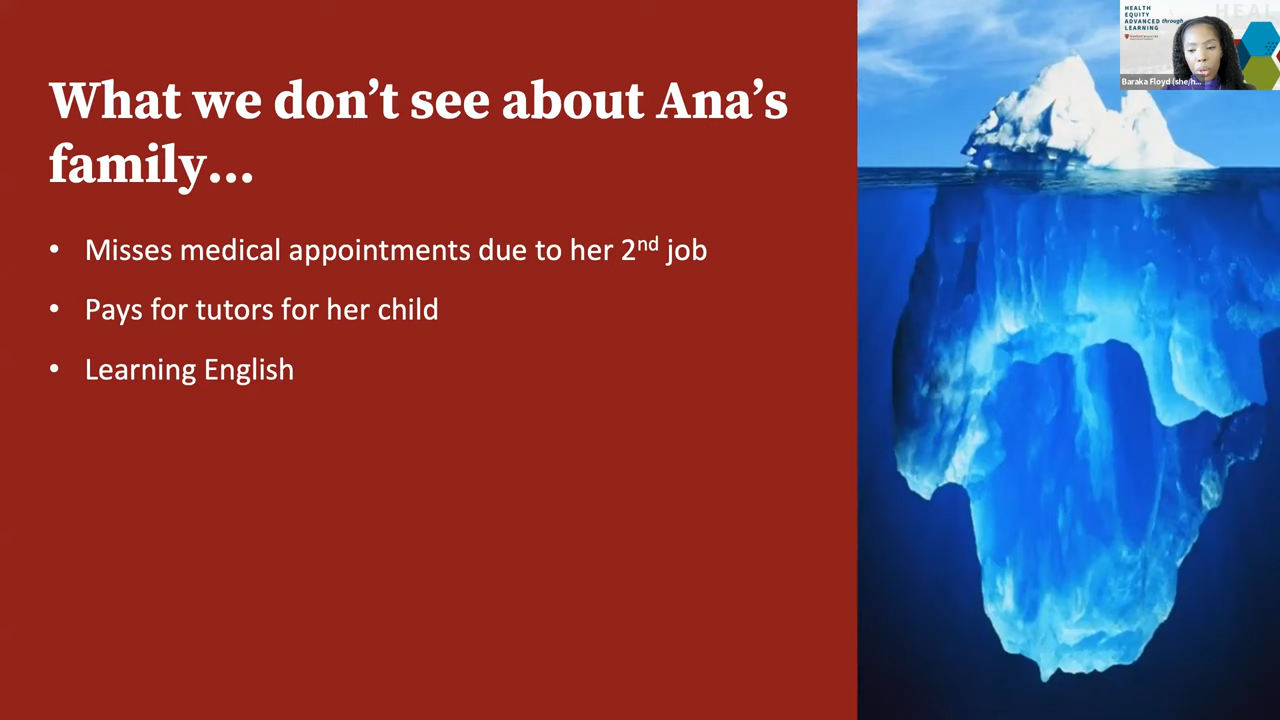 What we don’t see about Ana’s
family…
• Misses medical appointments due to her 2nd job
• Pays for tutors for her child
• Learning English
HEALTH
EQUITY
ADVANCED through
LEARNING
HEAL
Baraka Floyd (she/h...